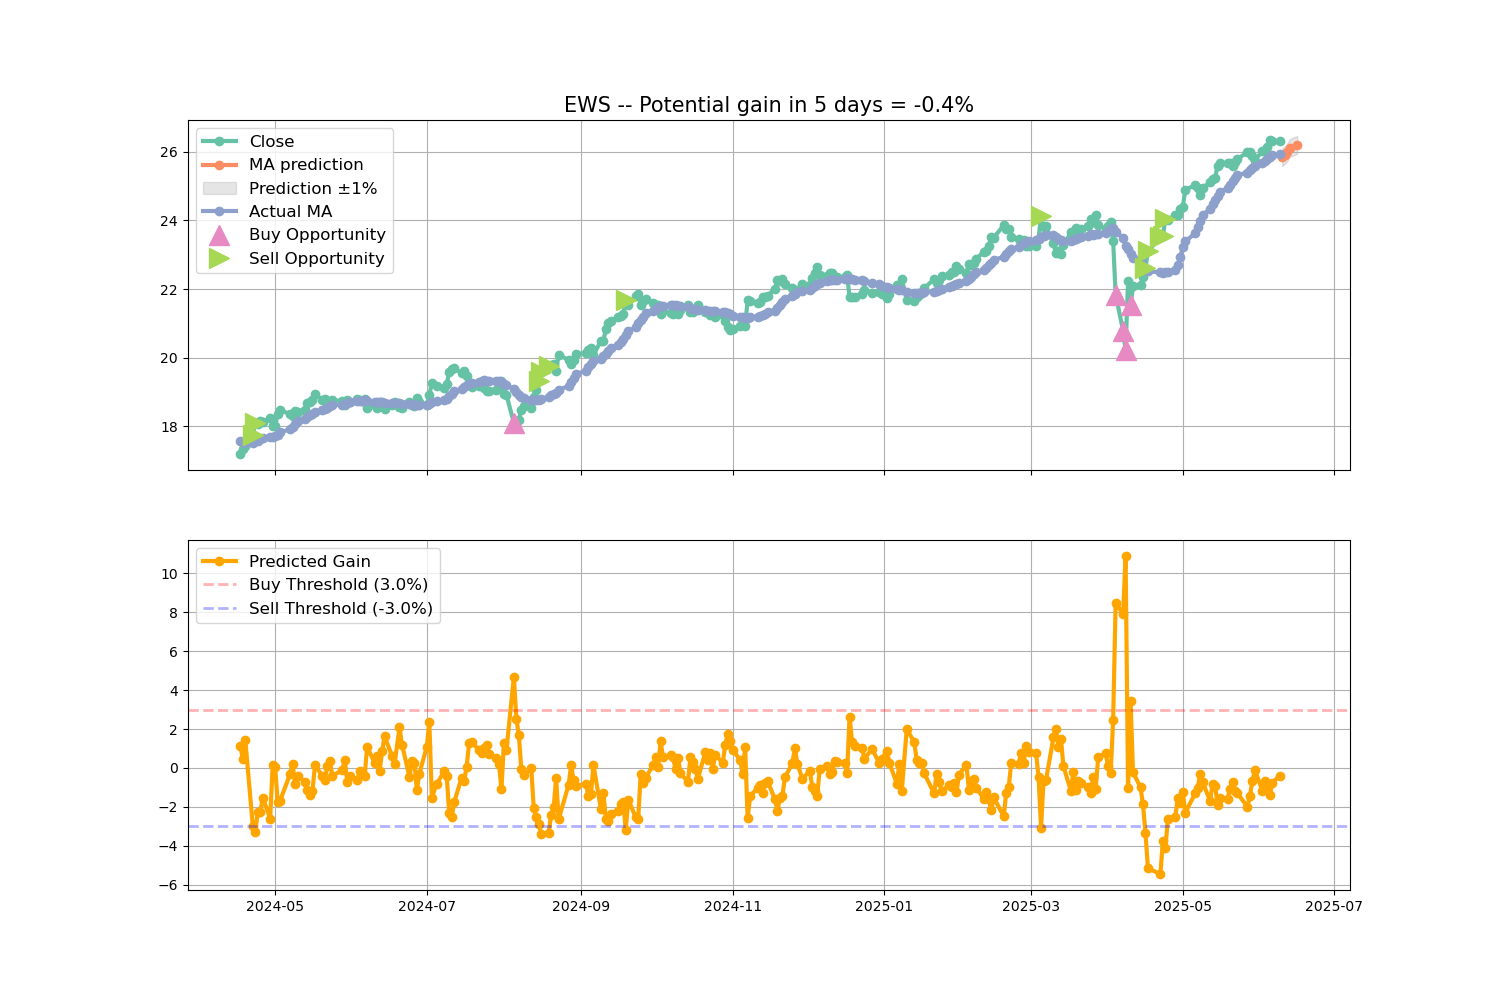 EWS -- Potential gain in 5 days = -0.4%
Close
MA prediction
Prediction ±1%
Actual MA
Buy Opportunity
Sell Opportunity
26
24
22
20
18
Predicted Gain
Buy Threshold (3.0%)
Sell Threshold (-3.0%)
10
8
6
4
2
0
−2
−4
−6
2024-05
2024-07
2024-09
2024-11
2025-01
2025-03
2025-05
2025-07